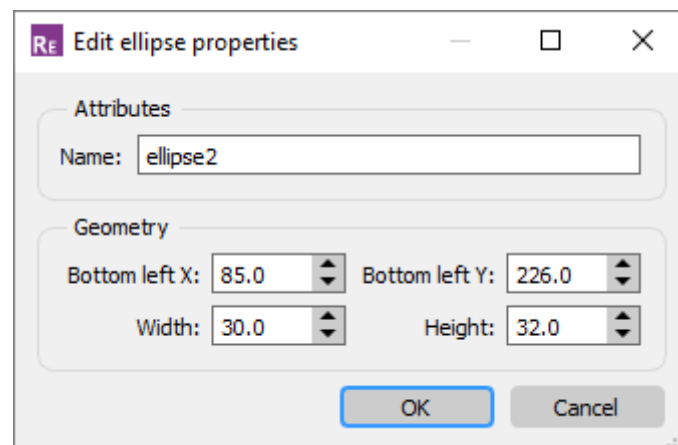 RE Edit ellipse properties
Attributes
Name: ellipse2
Geometry
Bottom left X: 85.0 Bottom left Y: 226.0
Width: 30.0 Height: 32.0
OK Cancel